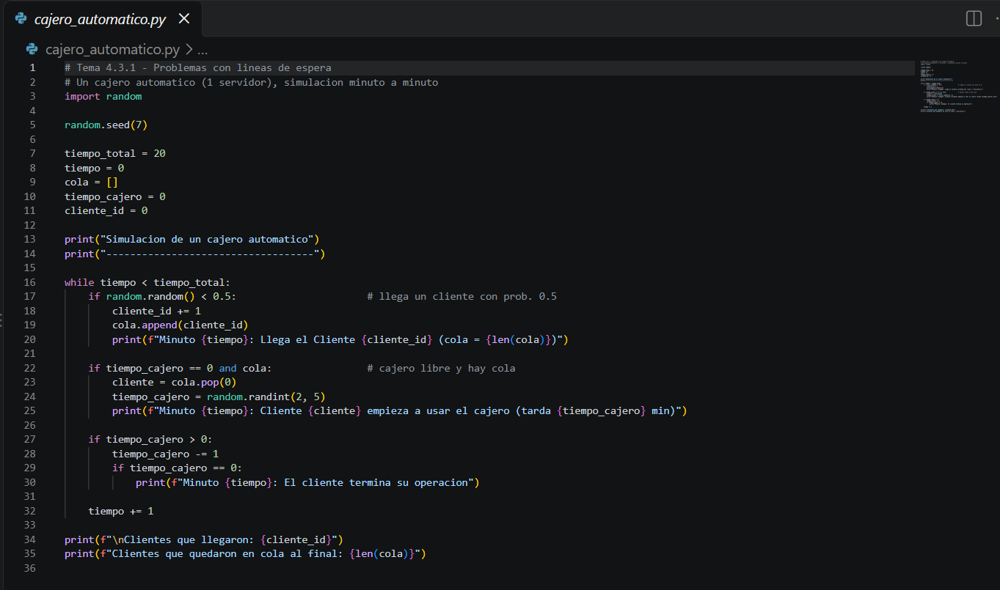 cajero_automatico.py
cajero_automatico.py > ...
1 # Tema 4.3.1 - Problemas con lineas de espera
2 # Un cajero automatico (1 servidor), simulacion minuto a minuto
3 import random
4
5 random.seed(7)
6
7 tiempo_total = 20
8 tiempo = 0
9 cola = []
10 tiempo_cajero = 0
11 cliente_id = 0
12
13 print("Simulacion de un cajero automatico")
14 print("-----------------------------------")
15
16 while tiempo < tiempo_total:
17     if random.random() < 0.5:                      # llega un cliente con prob. 0.5
18         cliente_id += 1
19         cola.append(cliente_id)
20         print(f"Minuto {tiempo}: Llega el Cliente {cliente_id} (cola = {len(cola)})")
21
22     if tiempo_cajero == 0 and cola:                # cajero libre y hay cola
23         cliente = cola.pop(0)
24         tiempo_cajero = random.randint(2, 5)
25         print(f"Minuto {tiempo}: Cliente {cliente} empieza a usar el cajero (tarda {tiempo_cajero} min)")
26
27     if tiempo_cajero > 0:
28         tiempo_cajero -= 1
29         if tiempo_cajero == 0:
30             print(f"Minuto {tiempo}: El cliente termina su operacion")
31
32     tiempo += 1
33
34 print(f"\nClientes que llegaron: {cliente_id}")
35 print(f"Clientes que quedaron en cola al final: {len(cola)}")
36